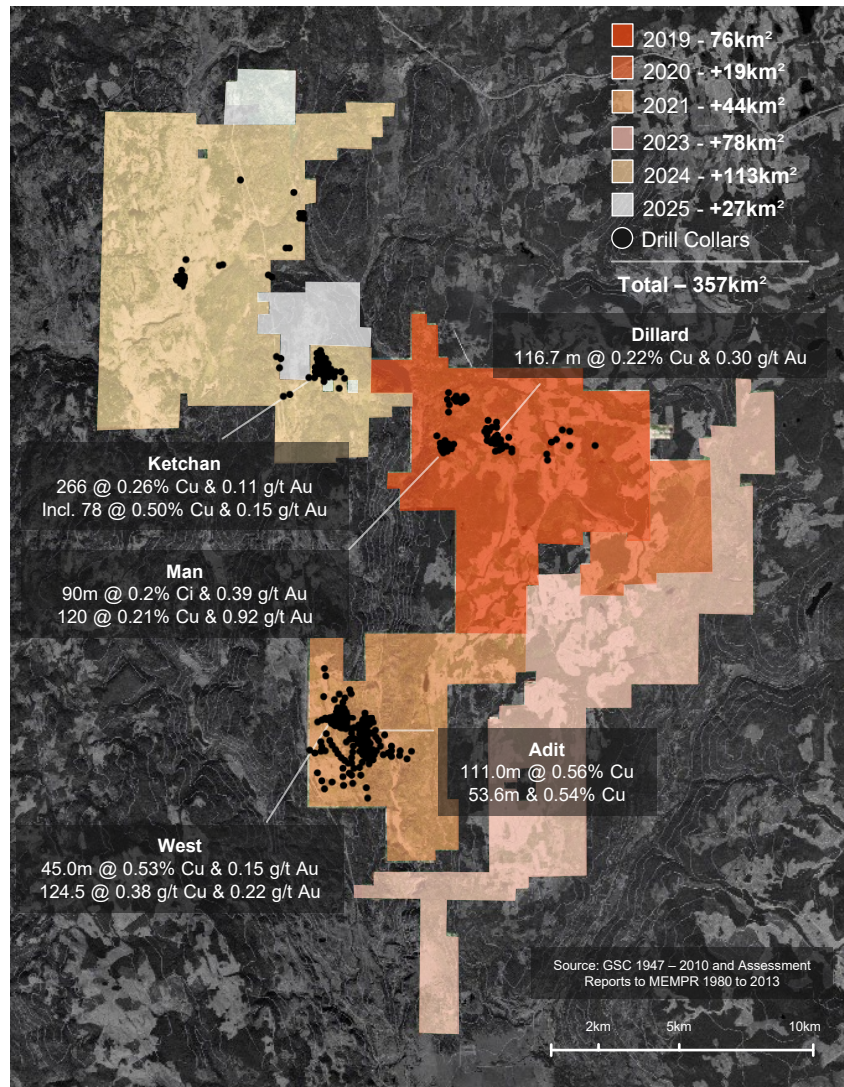 2019 - 76km²
2020 - +19km²
2021 - +44km²
2023 - +78km²
2024 - +113km²
2025 - +27km²
Drill Collars
Total – 357km²
Dillard
116.7 m @ 0.22% Cu & 0.30 g/t Au
Ketchan
266 @ 0.26% Cu & 0.11 g/t Au
Incl. 78 @ 0.50% Cu & 0.15 g/t Au
Man
90m @ 0.2% Ci & 0.39 g/t Au
120 @ 0.21% Cu & 0.92 g/t Au
Adit
111.0m @ 0.56% Cu
53.6m & 0.54% Cu
West
45.0m @ 0.53% Cu & 0.15 g/t Au
124.5 @ 0.38 g/t Cu & 0.22 g/t Au
Source: GSC 1947 – 2010 and Assessment
Reports to MEMPR 1980 to 2013
2km 5km 10km